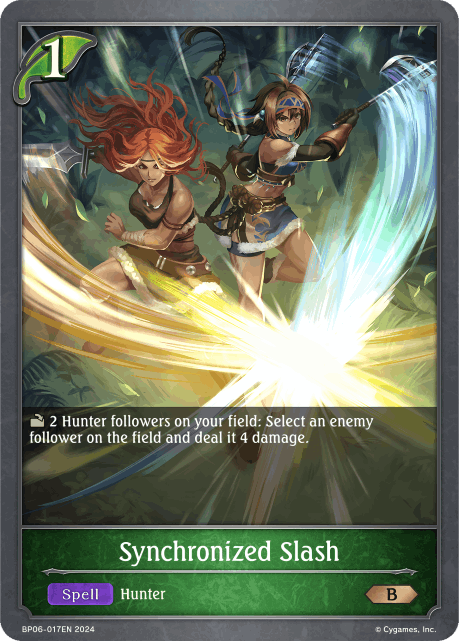 1
2 Hunter followers on your field: Select an enemy
follower on the field and deal it 4 damage.
Synchronized Slash
Spell Hunter B
BP06-017EN 2024 © Cygames, Inc.